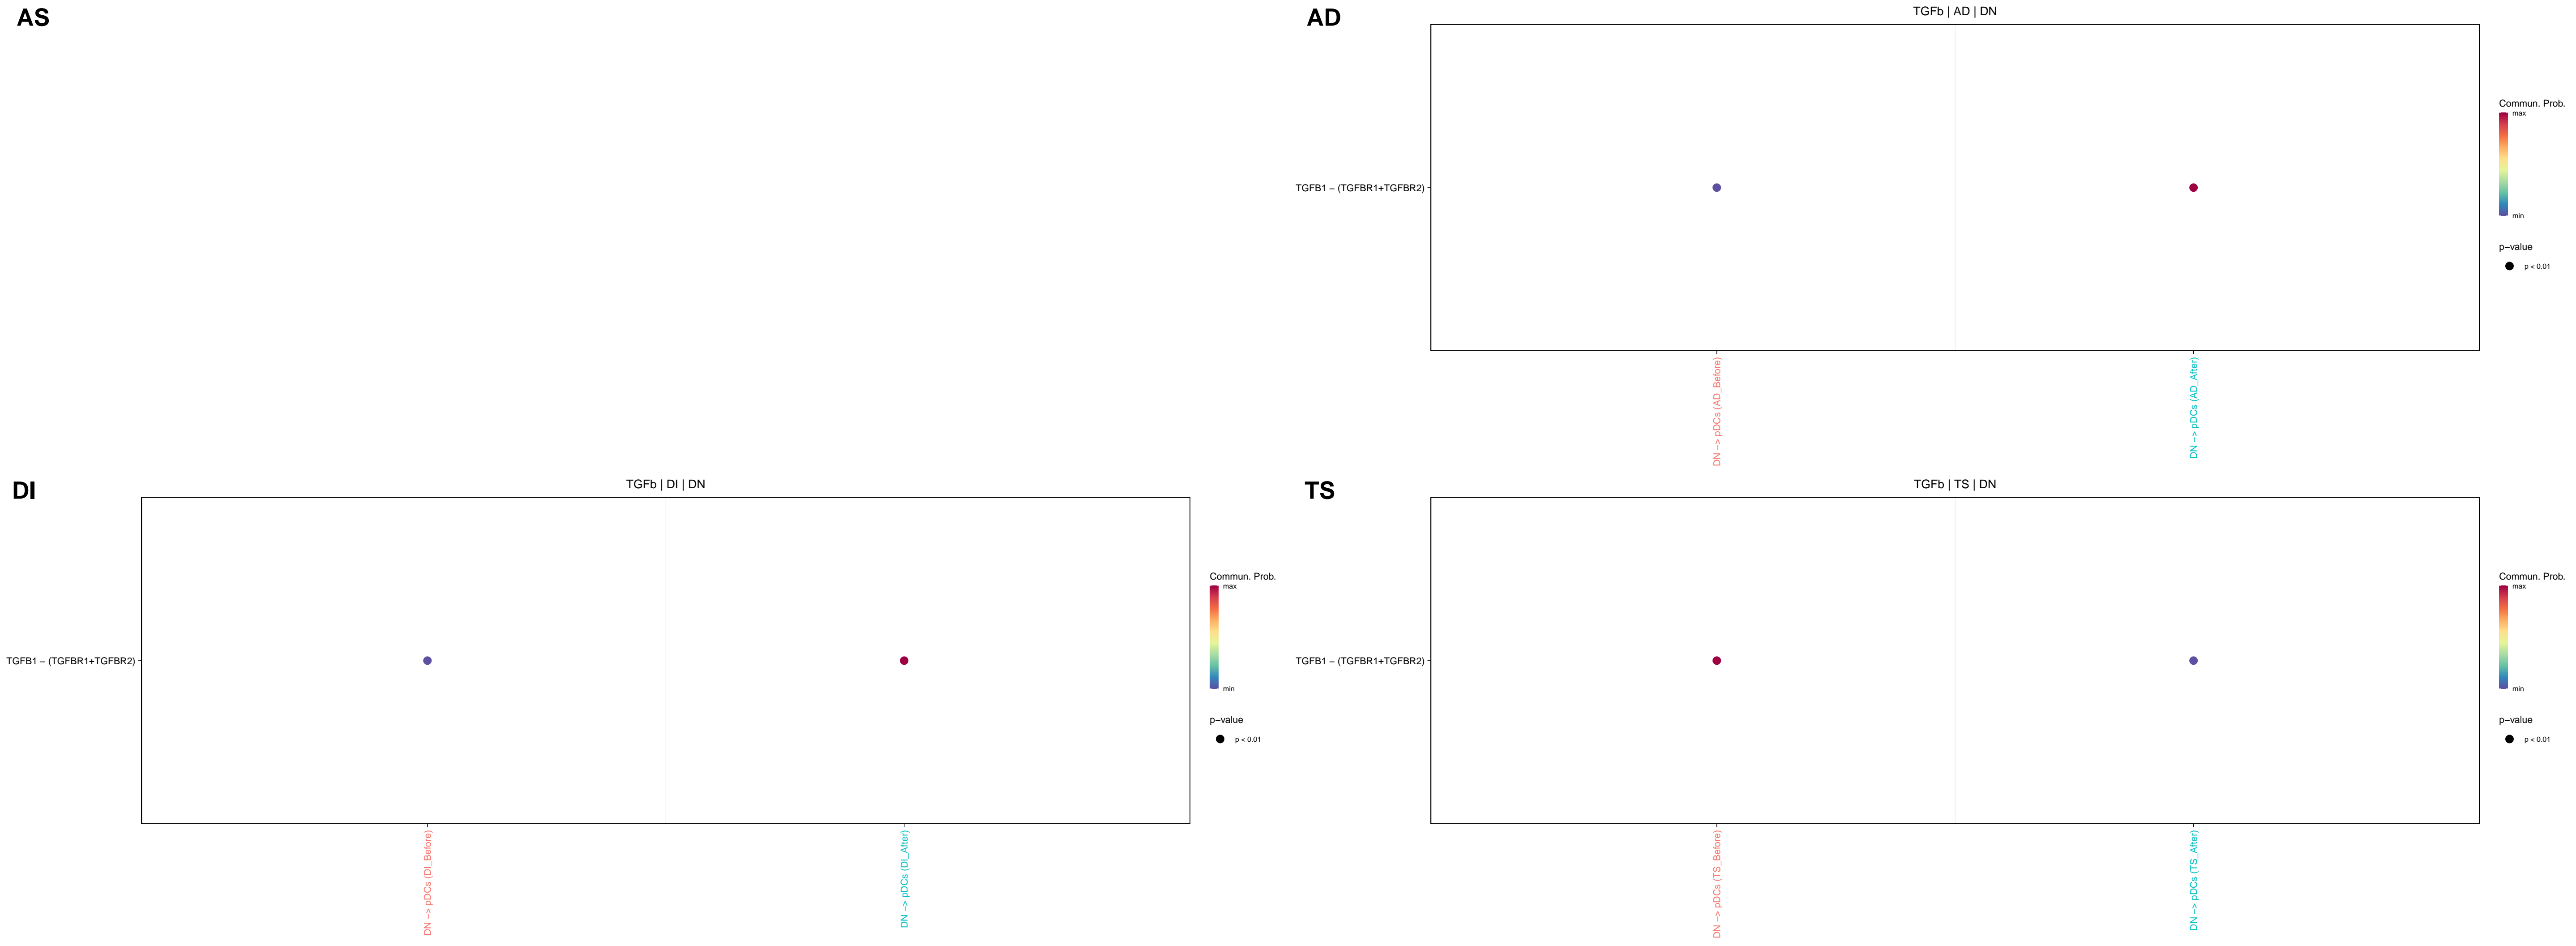 AS
AD
TGFb | AD | DN
TGFB1 − (TGFBR1+TGFBR2)
DN −> pDCs (AD_Before)
DN −> pDCs (AD_After)
Commun. Prob.
max
min
p−value
p < 0.01
DI
TGFb | DI | DN
TGFB1 − (TGFBR1+TGFBR2)
DN −> pDCs (DI_Before)
DN −> pDCs (DI_After)
Commun. Prob.
max
min
p−value
p < 0.01
TS
TGFb | TS | DN
TGFB1 − (TGFBR1+TGFBR2)
DN −> pDCs (TS_Before)
DN −> pDCs (TS_After)
Commun. Prob.
max
min
p−value
p < 0.01